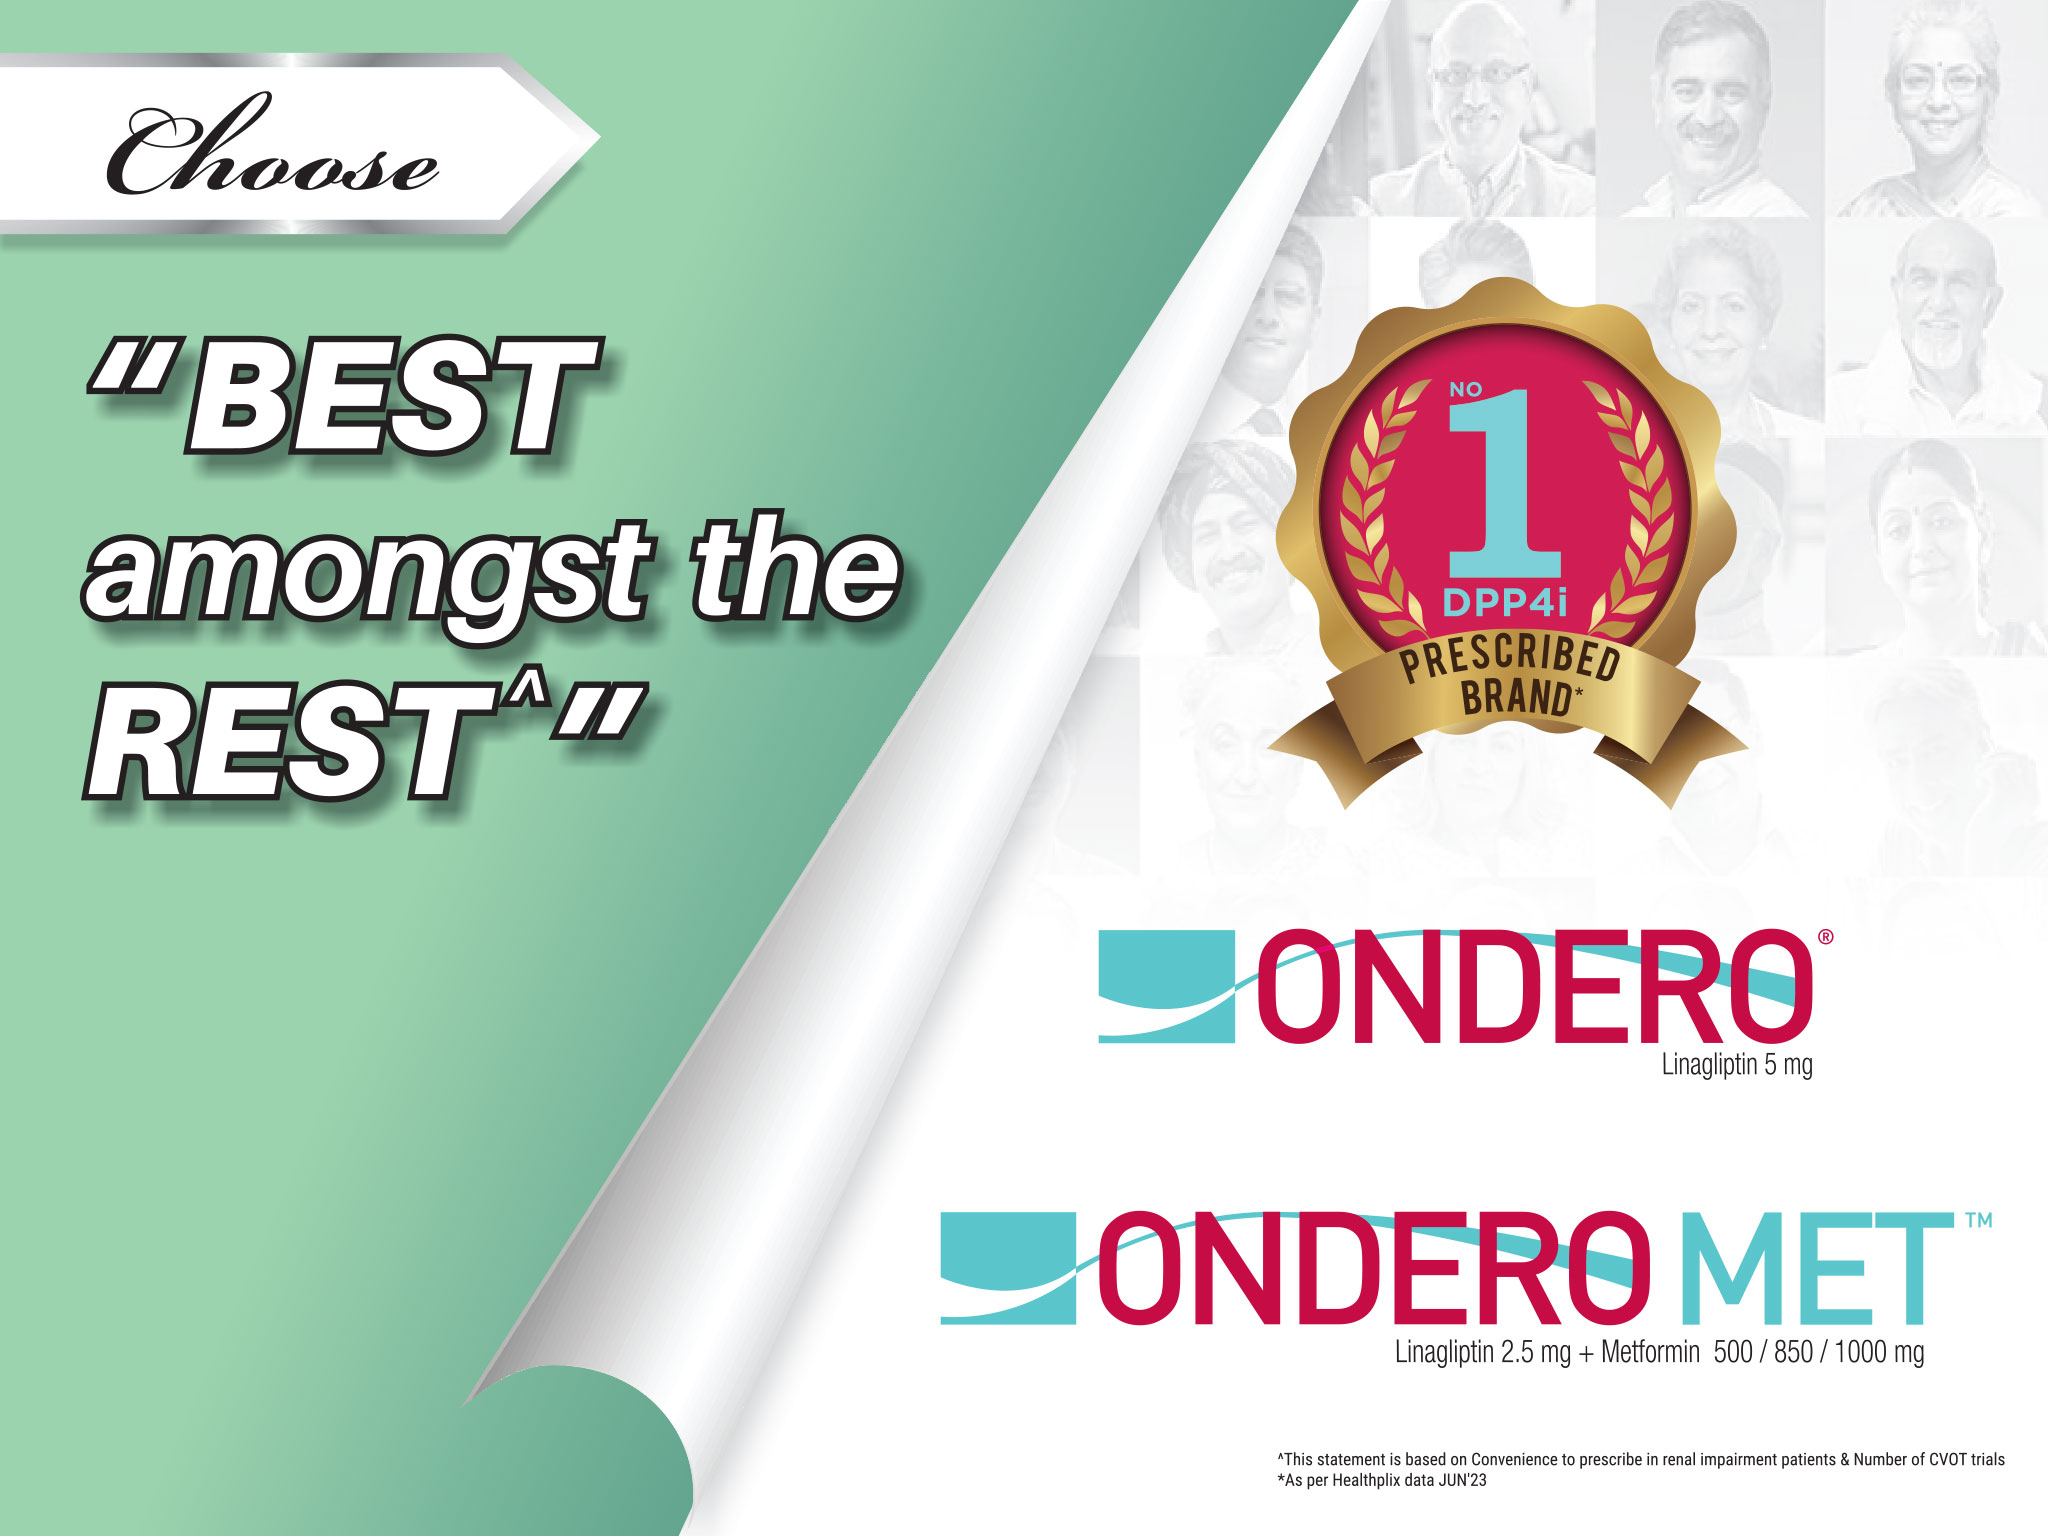 Choose
“BEST
amongst the
REST^”
NO
1
DPP4i
PRESCRIBED
BRAND*
ONDERO®
Linagliptin 5 mg
ONDERO MET™
Linagliptin 2.5 mg + Metformin 500 / 850 / 1000 mg
^This statement is based on Convenience to prescribe in renal impairment patients & Number of CVOT trials
*As per Healthplix data JUN'23